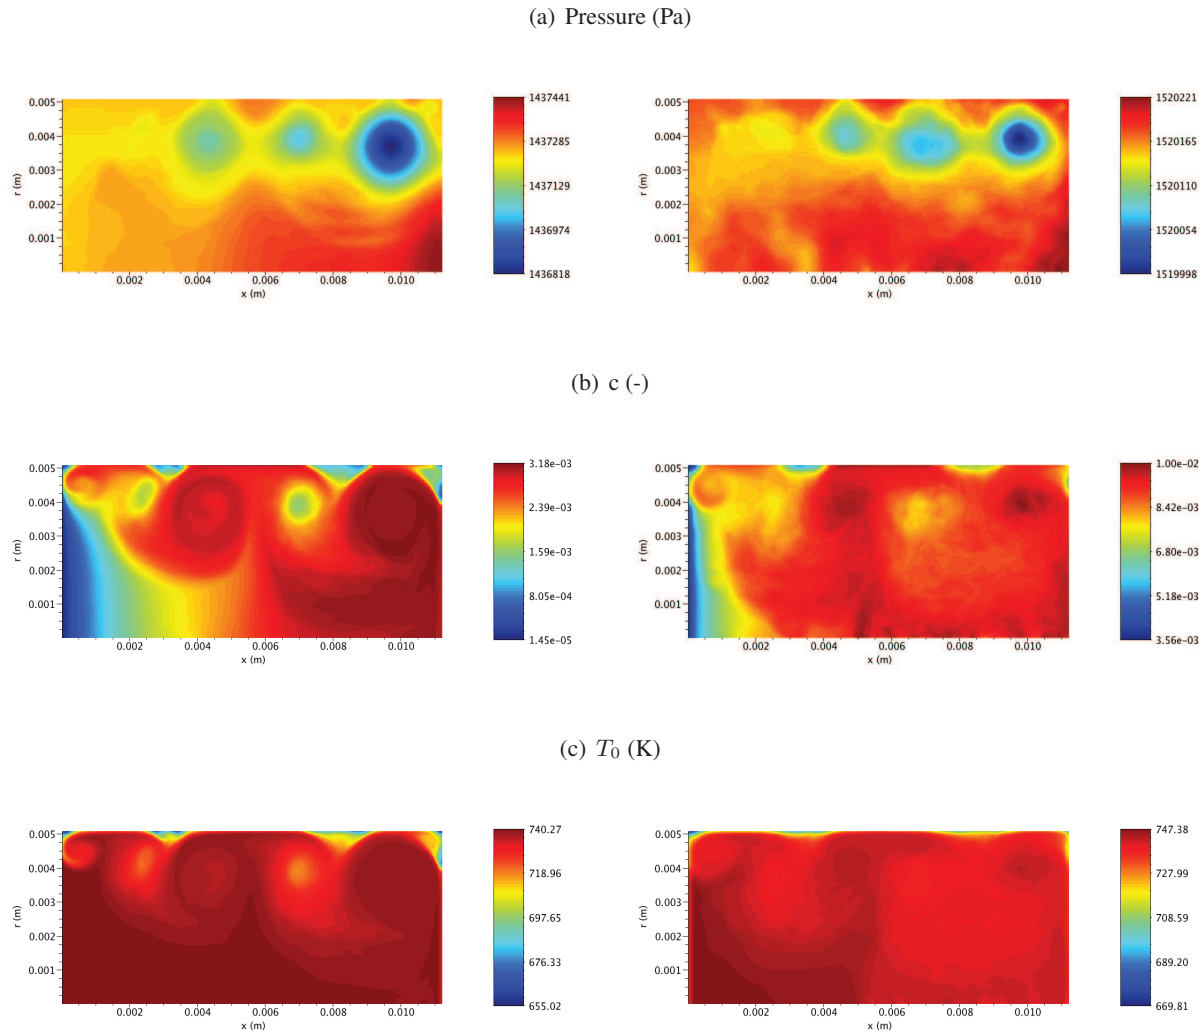 (a) Pressure (Pa)
0.005
0.004
0.003
0.002
0.001
r (m)
0.002 0.004 0.006 0.008 0.010
x (m)
1437441
1437285
1437129
1436974
1436818
0.005
0.004
0.003
0.002
0.001
r (m)
0.002 0.004 0.006 0.008 0.010
x (m)
1520221
1520165
1520110
1520054
1519998
(b) c (-)
0.005
0.004
0.003
0.002
0.001
r (m)
0.002 0.004 0.006 0.008 0.010
x (m)
3.18e-03
2.39e-03
1.59e-03
8.05e-04
1.45e-05
0.005
0.004
0.003
0.002
0.001
r (m)
0.002 0.004 0.006 0.008 0.010
x (m)
1.00e-02
8.42e-03
6.80e-03
5.18e-03
3.56e-03
(c) T₀ (K)
0.005
0.004
0.003
0.002
0.001
r (m)
0.002 0.004 0.006 0.008 0.010
x (m)
740.27
718.96
697.65
676.33
655.02
0.005
0.004
0.003
0.002
0.001
r (m)
0.002 0.004 0.006 0.008 0.010
x (m)
747.38
727.99
708.59
689.20
669.81